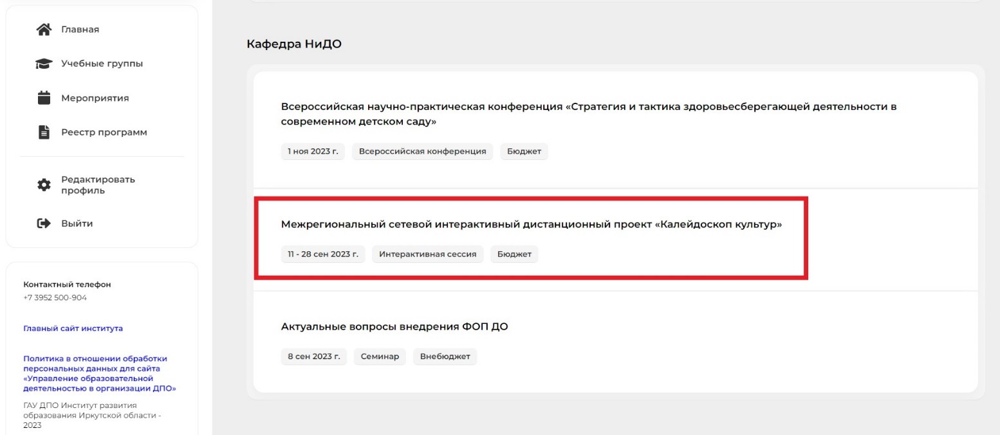 Главная
Учебные группы
Мероприятия
Реестр программ
Редактировать
профиль
Выйти
Контактный телефон
+7 3952 500-904
Главный сайт института
Политика в отношении обработки
персональных данных для сайта
«Управление образовательной
деятельностью в организации ДПО»
ГАУ ДПО Институт развития
образования Иркутской области -
2023
Кафедра НиДО
Всероссийская научно-практическая конференция «Стратегия и тактика здоровьесберегающей деятельности в
современном детском саду»
1 ноя 2023 г. Всероссийская конференция Бюджет
Межрегиональный сетевой интерактивный дистанционный проект «Калейдоскоп культур»
11 - 28 сен 2023 г. Интерактивная сессия Бюджет
Актуальные вопросы внедрения ФОП ДО
8 сен 2023 г. Семинар Внебюджет